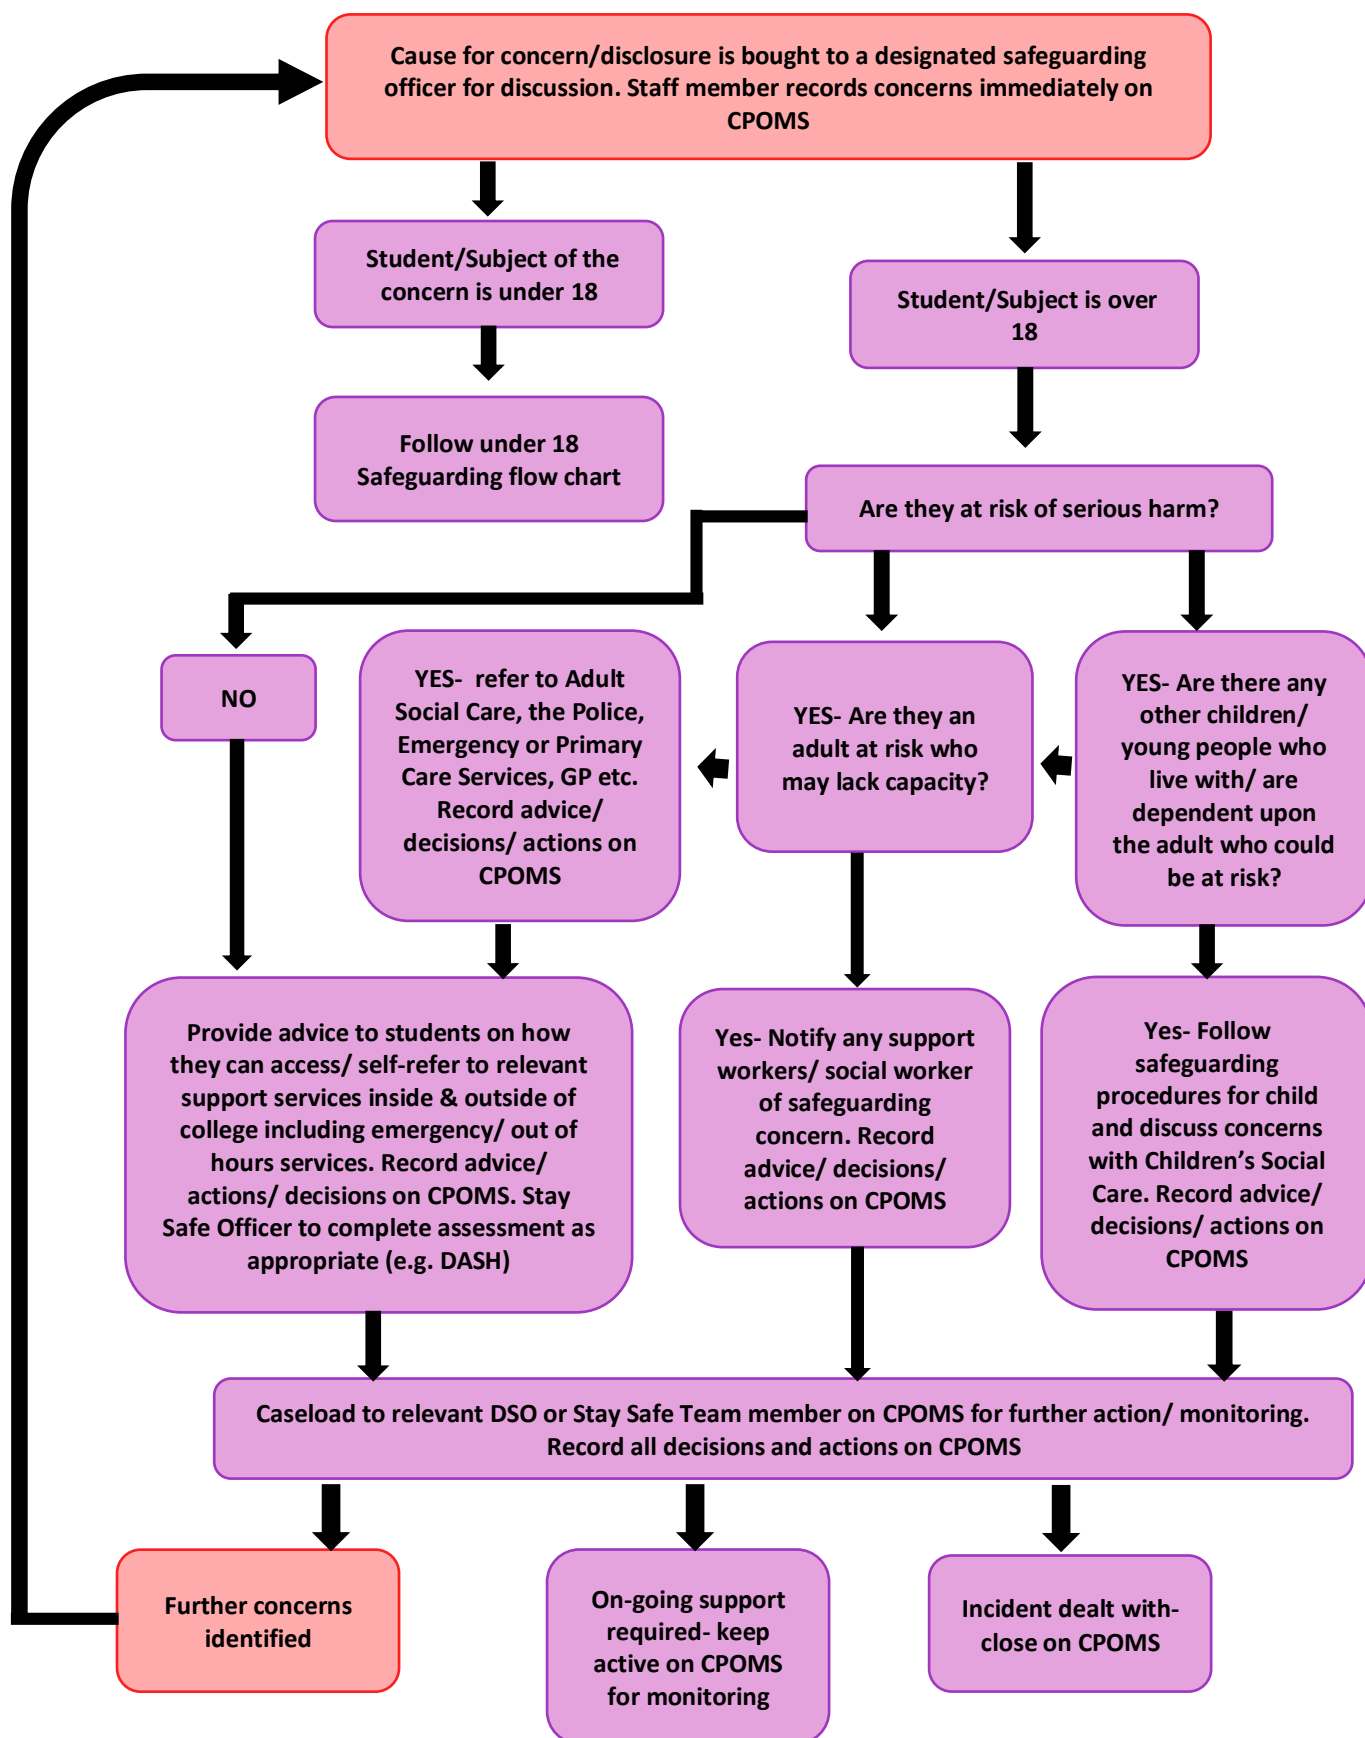 Cause for concern/disclosure is bought to a designated safeguarding
officer for discussion. Staff member records concerns immediately on
CPOMS
Student/Subject of the
concern is under 18
Student/Subject is over
18
Follow under 18
Safeguarding flow chart
Are they at risk of serious harm?
NO
YES-  refer to Adult
Social Care, the Police,
Emergency or Primary
Care Services, GP etc.
Record advice/
decisions/ actions on
CPOMS
YES- Are they an
adult at risk who
may lack capacity?
YES- Are there any
other children/
young people who
live with/ are
dependent upon
the adult who could
be at risk?
Provide advice to students on how
they can access/ self-refer to relevant
support services inside & outside of
college including emergency/ out of
hours services. Record advice/
actions/ decisions on CPOMS. Stay
Safe Officer to complete assessment as
appropriate (e.g. DASH)
Yes- Notify any support
workers/ social worker
of safeguarding
concern. Record
advice/ decisions/
actions on CPOMS
Yes- Follow
safeguarding
procedures for child
and discuss concerns
with Children’s Social
Care. Record advice/
decisions/ actions on
CPOMS
Caseload to relevant DSO or Stay Safe Team member on CPOMS for further action/ monitoring.
Record all decisions and actions on CPOMS
Further concerns
identified
On-going support
required- keep
active on CPOMS
for monitoring
Incident dealt with-
close on CPOMS